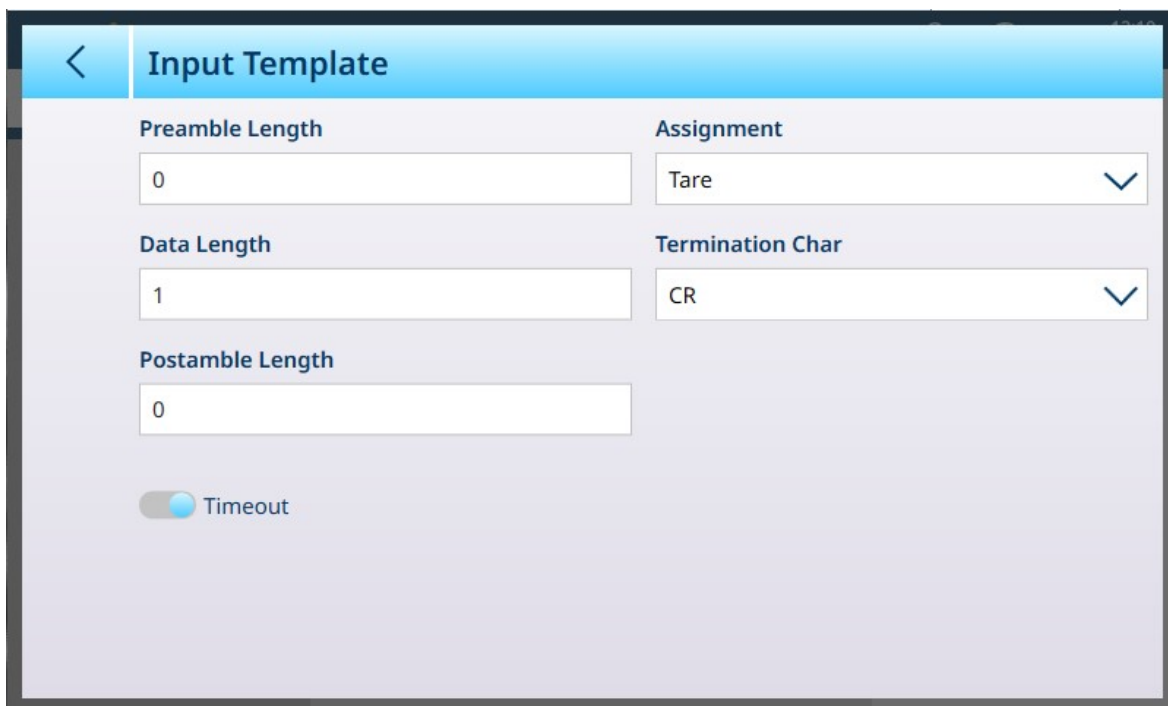 Input Template
Preamble Length
0
Assignment
Tare
Data Length
1
Termination Char
CR
Postamble Length
0
Timeout